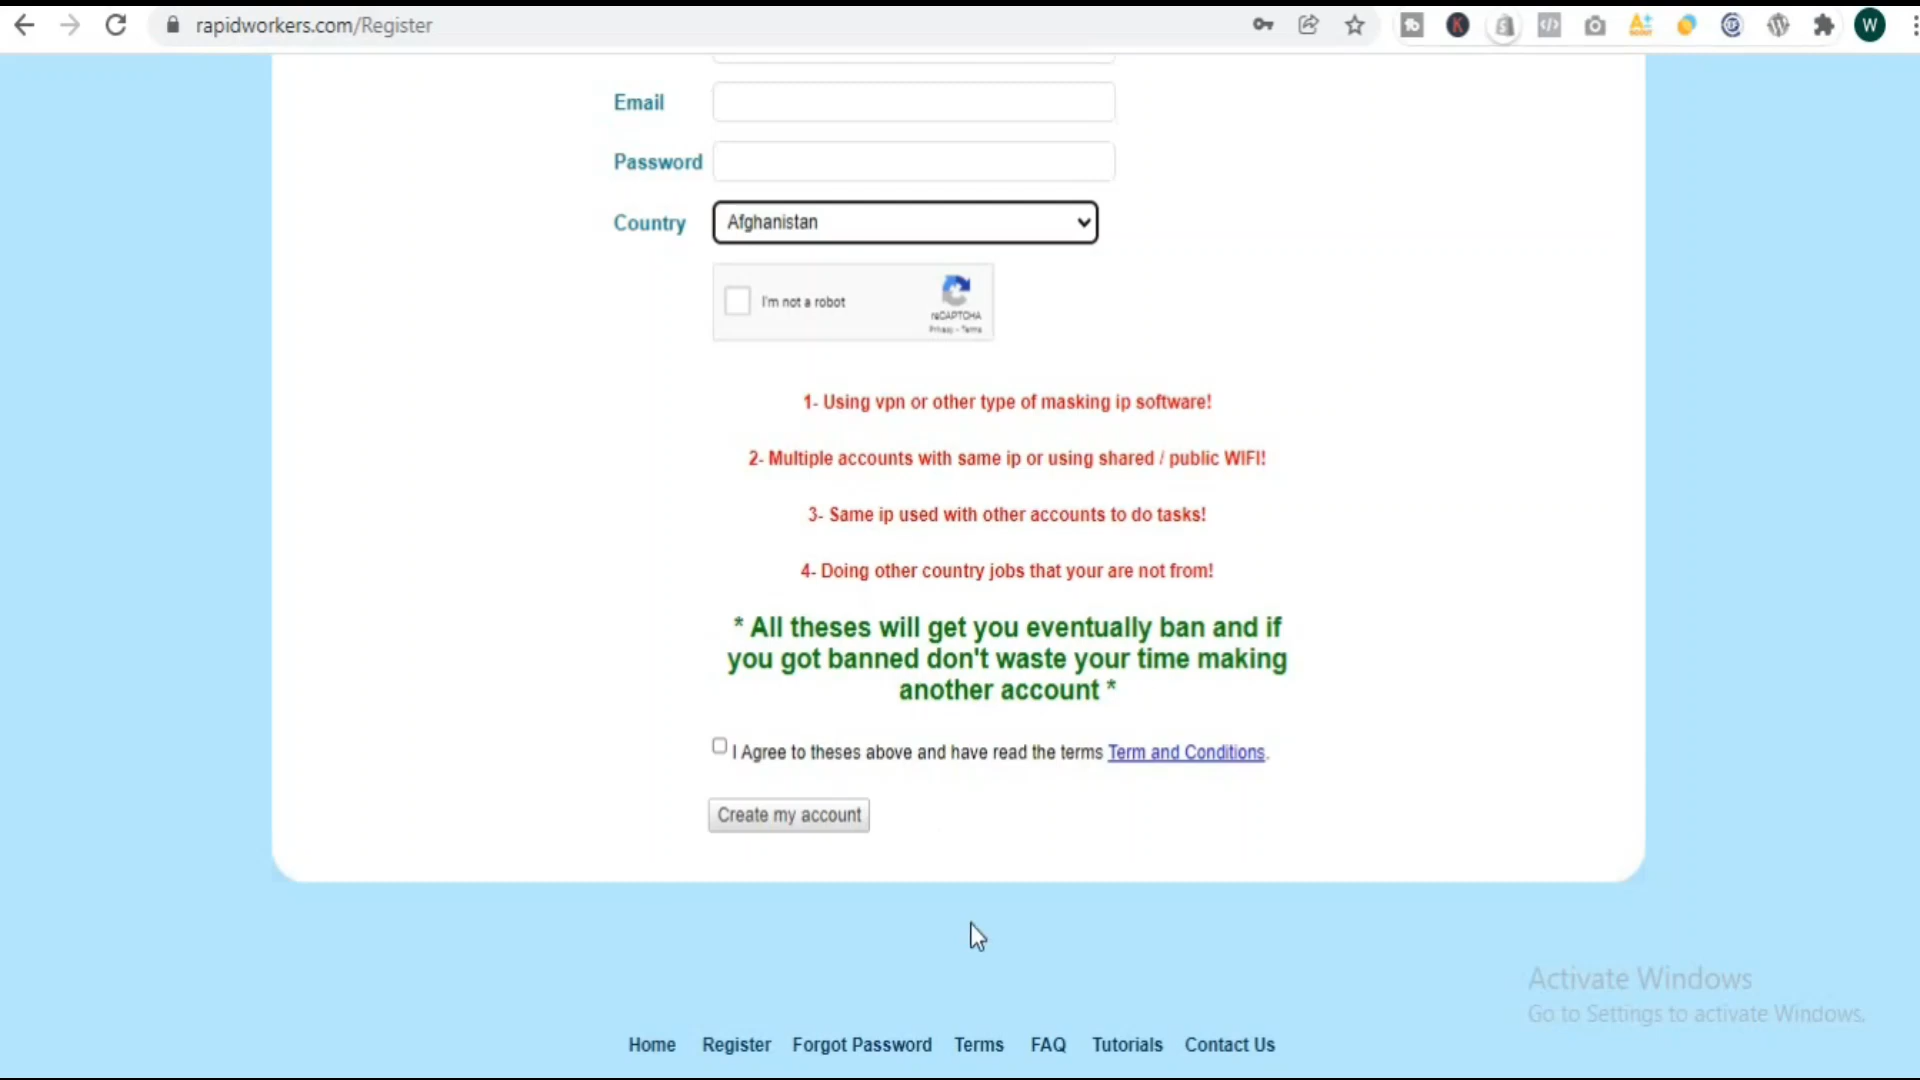 rapidworkers.com/Register
W
Email
Password
Country Afghanistan
I'm not a robot
reCAPTCHA
Privacy - Terms
1- Using vpn or other type of masking ip software!
2- Multiple accounts with same ip or using shared / public WIFI!
3- Same ip used with other accounts to do tasks!
4- Doing other country jobs that your are not from!
* All theses will get you eventually ban and if
you got banned don't waste your time making
another account *
I Agree to theses above and have read the terms Term and Conditions.
Create my account
Activate Windows
Go to Settings to activate Windows.
Home Register Forgot Password Terms FAQ Tutorials Contact Us